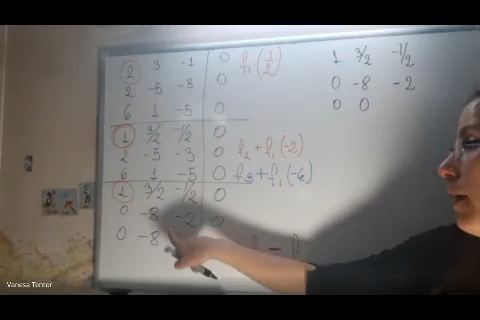 2 3 -1 0 f₁(1/2)
2 -5 -3 0
6 1 -5 0
1 3/2 -1/2 0
2 -5 -3 0 f₂+f₁(-2)
6 1 -5 0 f₃+f₁(-6)
1 3/2 -1/2 0
0 -8 -2 0
0 -8
1 3/2 -1/2
0 -8 -2
0 0
Vanesa Tentor